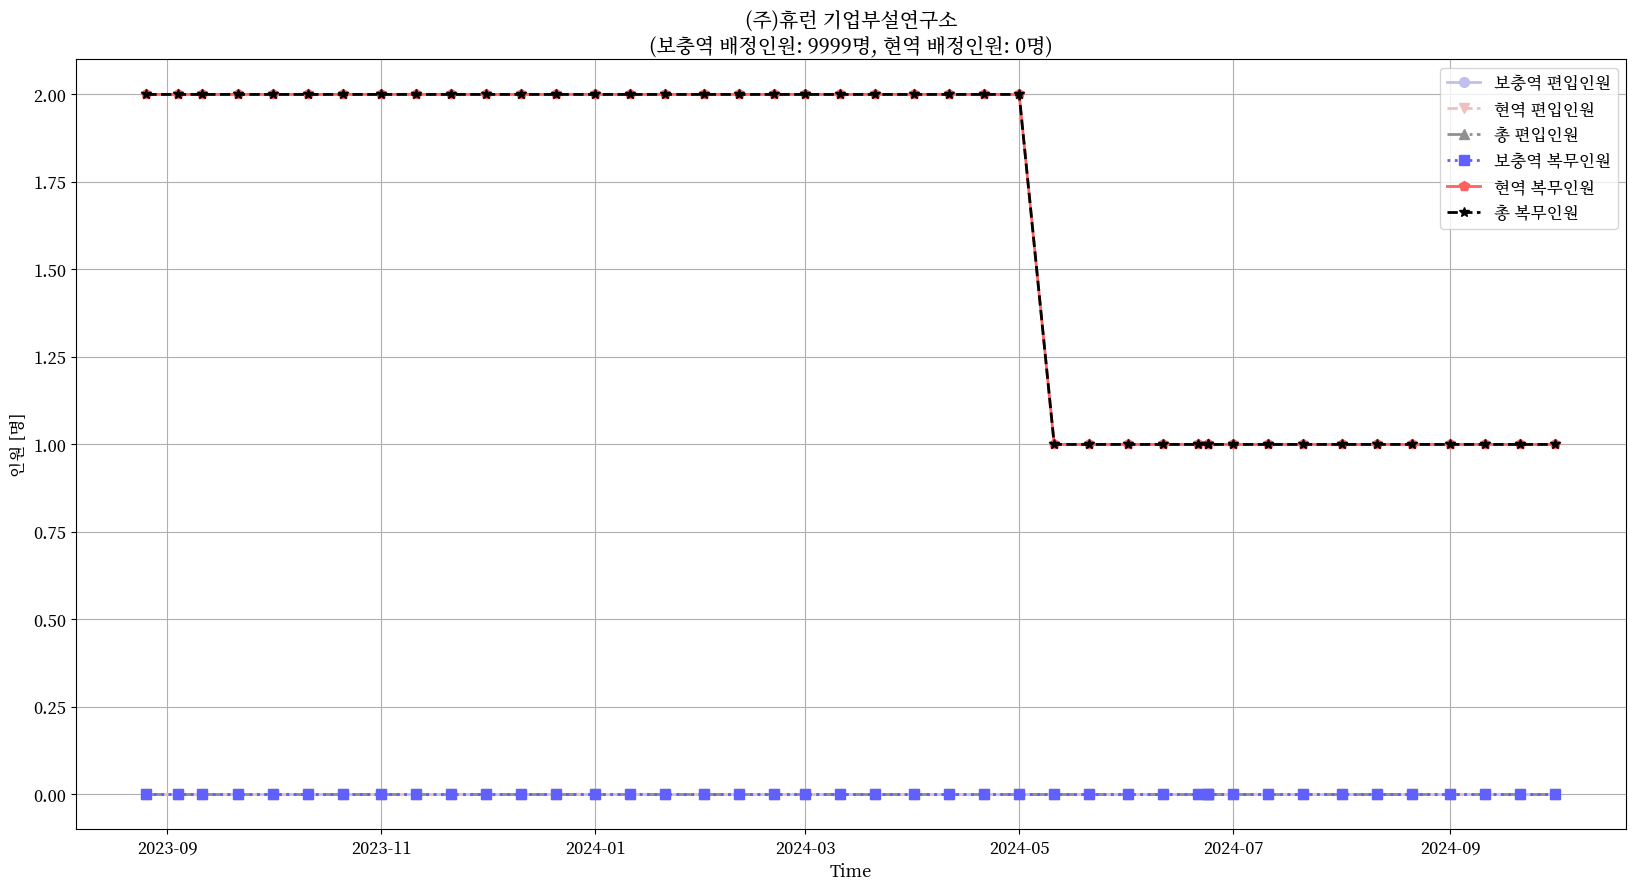 (주)휴런 기업부설연구소
(보충역 배정인원: 9999명, 현역 배정인원: 0명)
보충역 편입인원
현역 편입인원
총 편입인원
보충역 복무인원
현역 복무인원
총 복무인원
2.00
1.75
1.50
1.25
1.00
0.75
0.50
0.25
0.00
인원 [명]
2023-09 2023-11 2024-01 2024-03 2024-05 2024-07 2024-09
Time